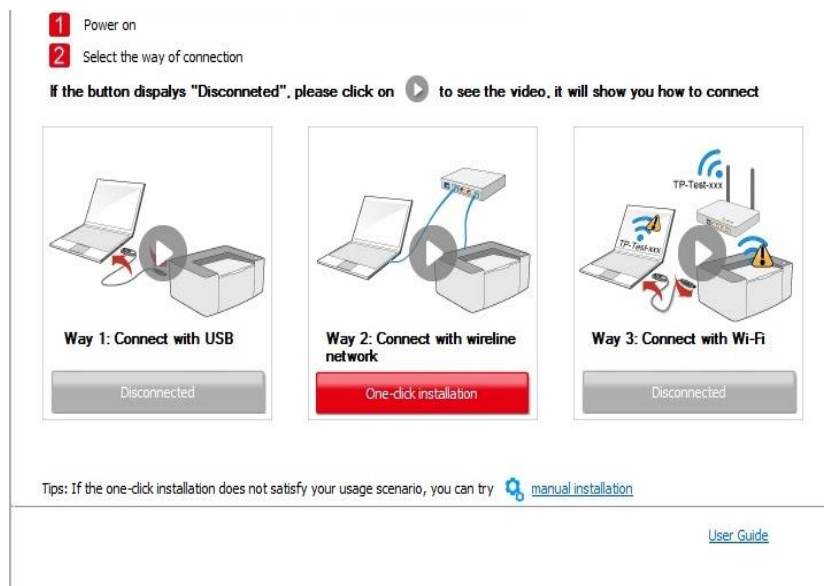 1 Power on
2 Select the way of connection
If the button dispalys "Disconneted", please click on to see the video, it will show you how to connect
TP-Test-xxx
TP-Test-xxx
Way 1: Connect with USB
Way 2: Connect with wireline
network
Way 3: Connect with Wi-Fi
Disconnected
One-click installation
Disconnected
Tips: If the one-click installation does not satisfy your usage scenario, you can try manual installation
User Guide